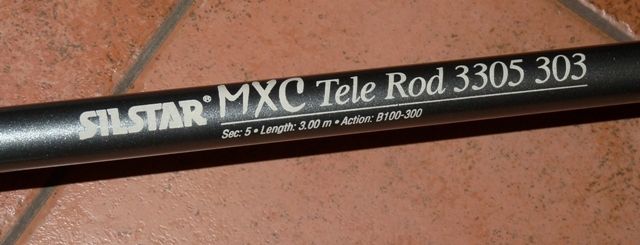 SILSTAR® MXC Tele Rod 3305 303
Sec: 5 • Length: 3.00 m • Action: B100-300